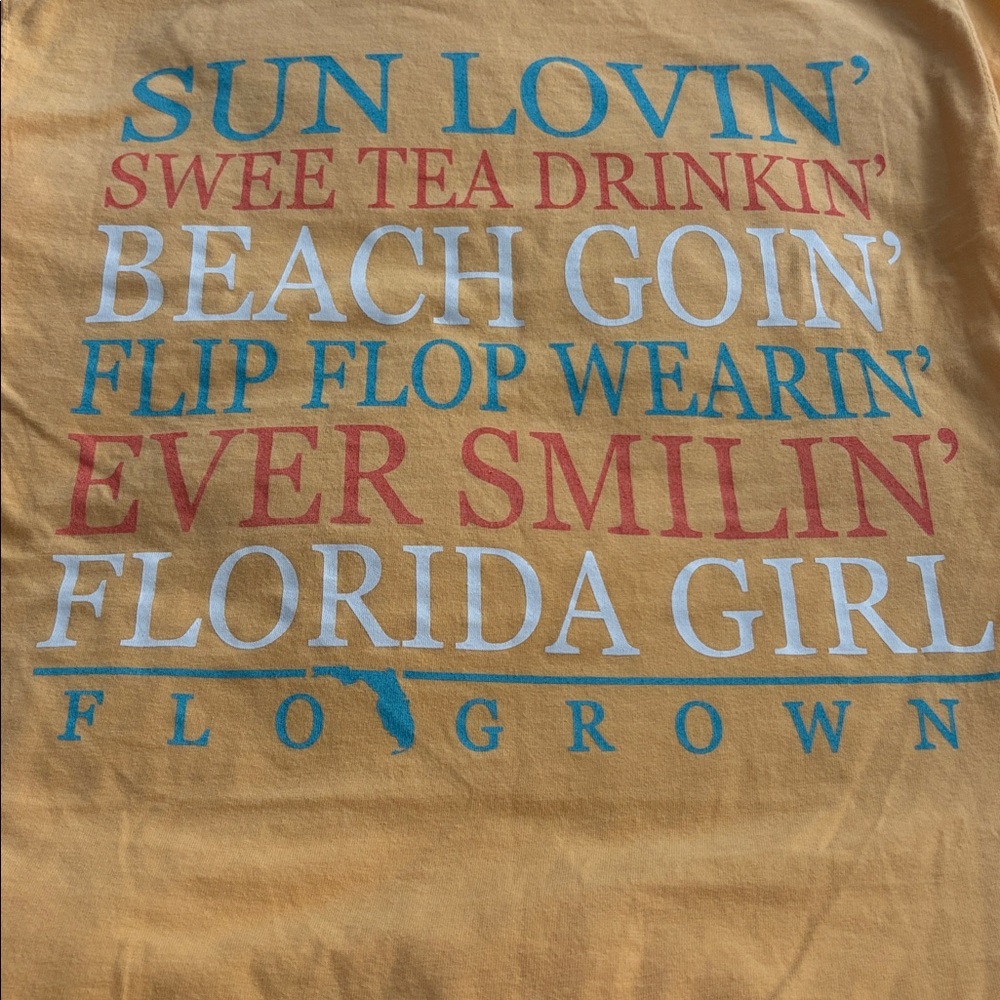 SUN LOVIN'
SWEE TEA DRINKIN'
BEACH GOIN'
FLIP FLOP WEARIN'
EVER SMILIN'
FLORIDA GIRL
FLO GROWN